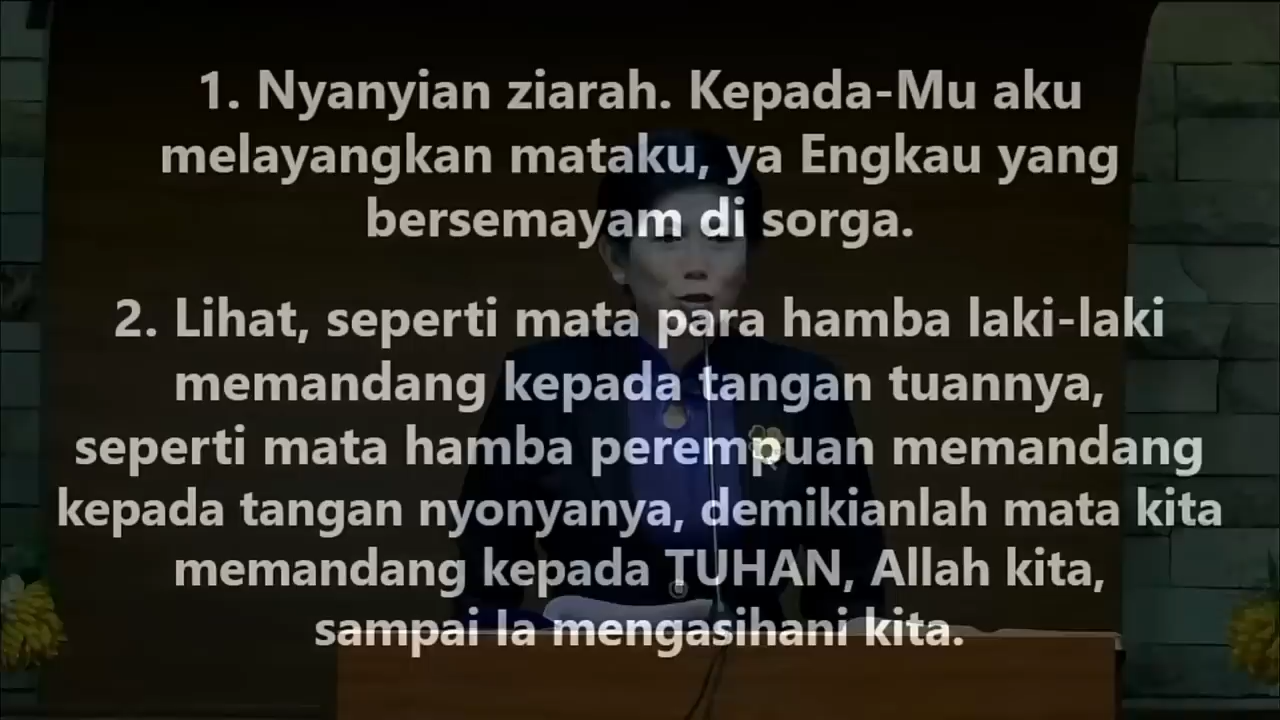 1. Nyanyian ziarah. Kepada-Mu aku
melayangkan mataku, ya Engkau yang
bersemayam di sorga.
2. Lihat, seperti mata para hamba laki-laki
memandang kepada tangan tuannya,
seperti mata hamba perempuan memandang
kepada tangan nyonyanya, demikianlah mata kita
memandang kepada TUHAN, Allah kita,
sampai Ia mengasihani kita.